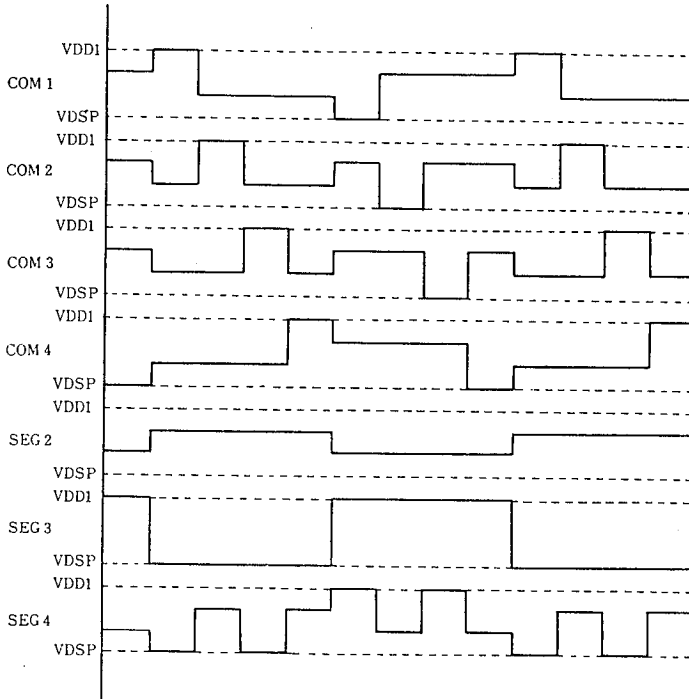 VDD1
COM 1
VDSP
VDD1
COM 2
VDSP
VDD1
COM 3
VDSP
VDD1
COM 4
VDSP
VDD1
SEG 2
VDSP
VDD1
SEG 3
VDSP
VDD1
SEG 4
VDSP